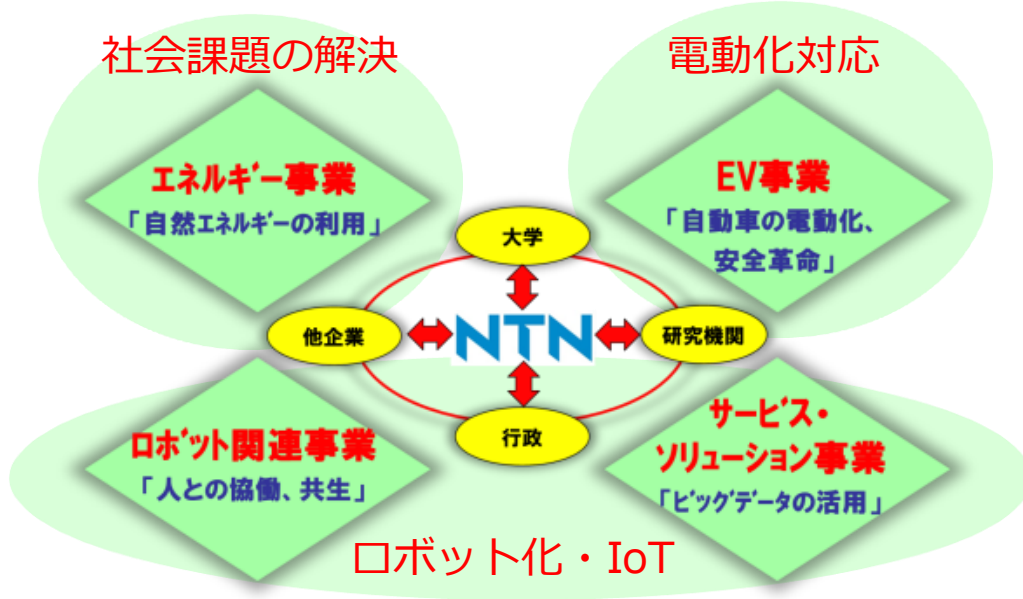 社会課題の解決
電動化対応
エネルギー事業
「自然エネルギーの利用」
EV事業
「自動車の電動化、
安全革命」
大学
他企業
NTN
研究機関
行政
ロボット関連事業
「人との協働、共生」
サービス・
ソリューション事業
「ビッグデータの活用」
ロボット化・IoT